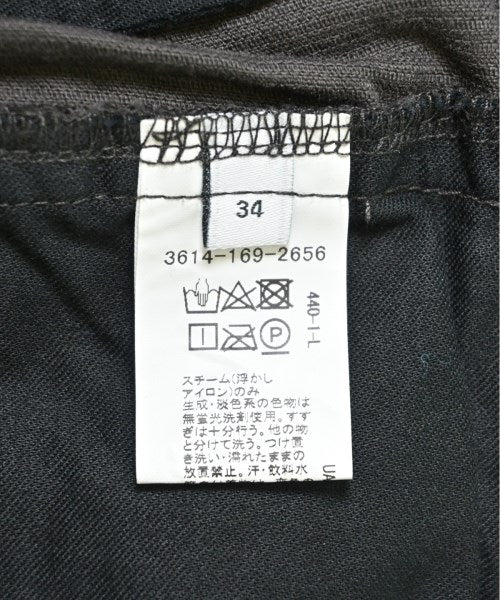 34
3614-169-2656
440-1-L
P
スチーム(浮かし
アイロン)のみ
生成・淡色系の色物は
無蛍光洗剤使用。すす
ぎは十分行う。他の物
と分けて洗う。つけ置
き洗い・濡れたままの
放置禁止。汗・飲料水
UA